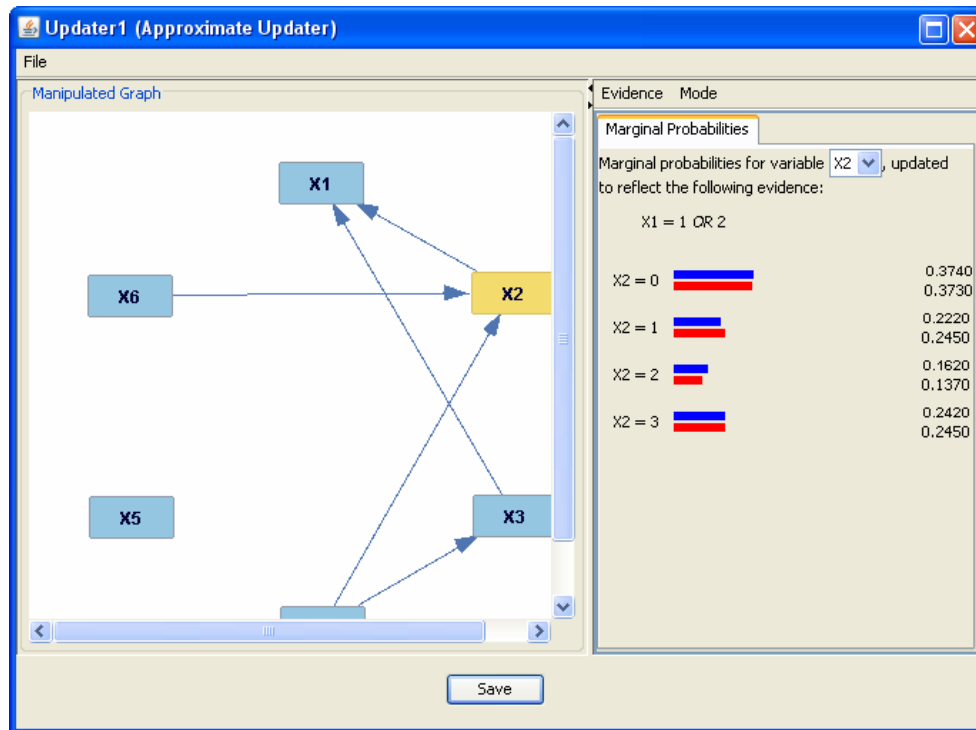 Updater1 (Approximate Updater)
File
Manipulated Graph
X1
X6
X2
X5
X3
Evidence Mode
Marginal Probabilities
Marginal probabilities for variable X2 , updated
to reflect the following evidence:
X1 = 1 OR 2
X2 = 0 0.3740
0.3730
X2 = 1 0.2220
0.2450
X2 = 2 0.1620
0.1370
X2 = 3 0.2420
0.2450
Save